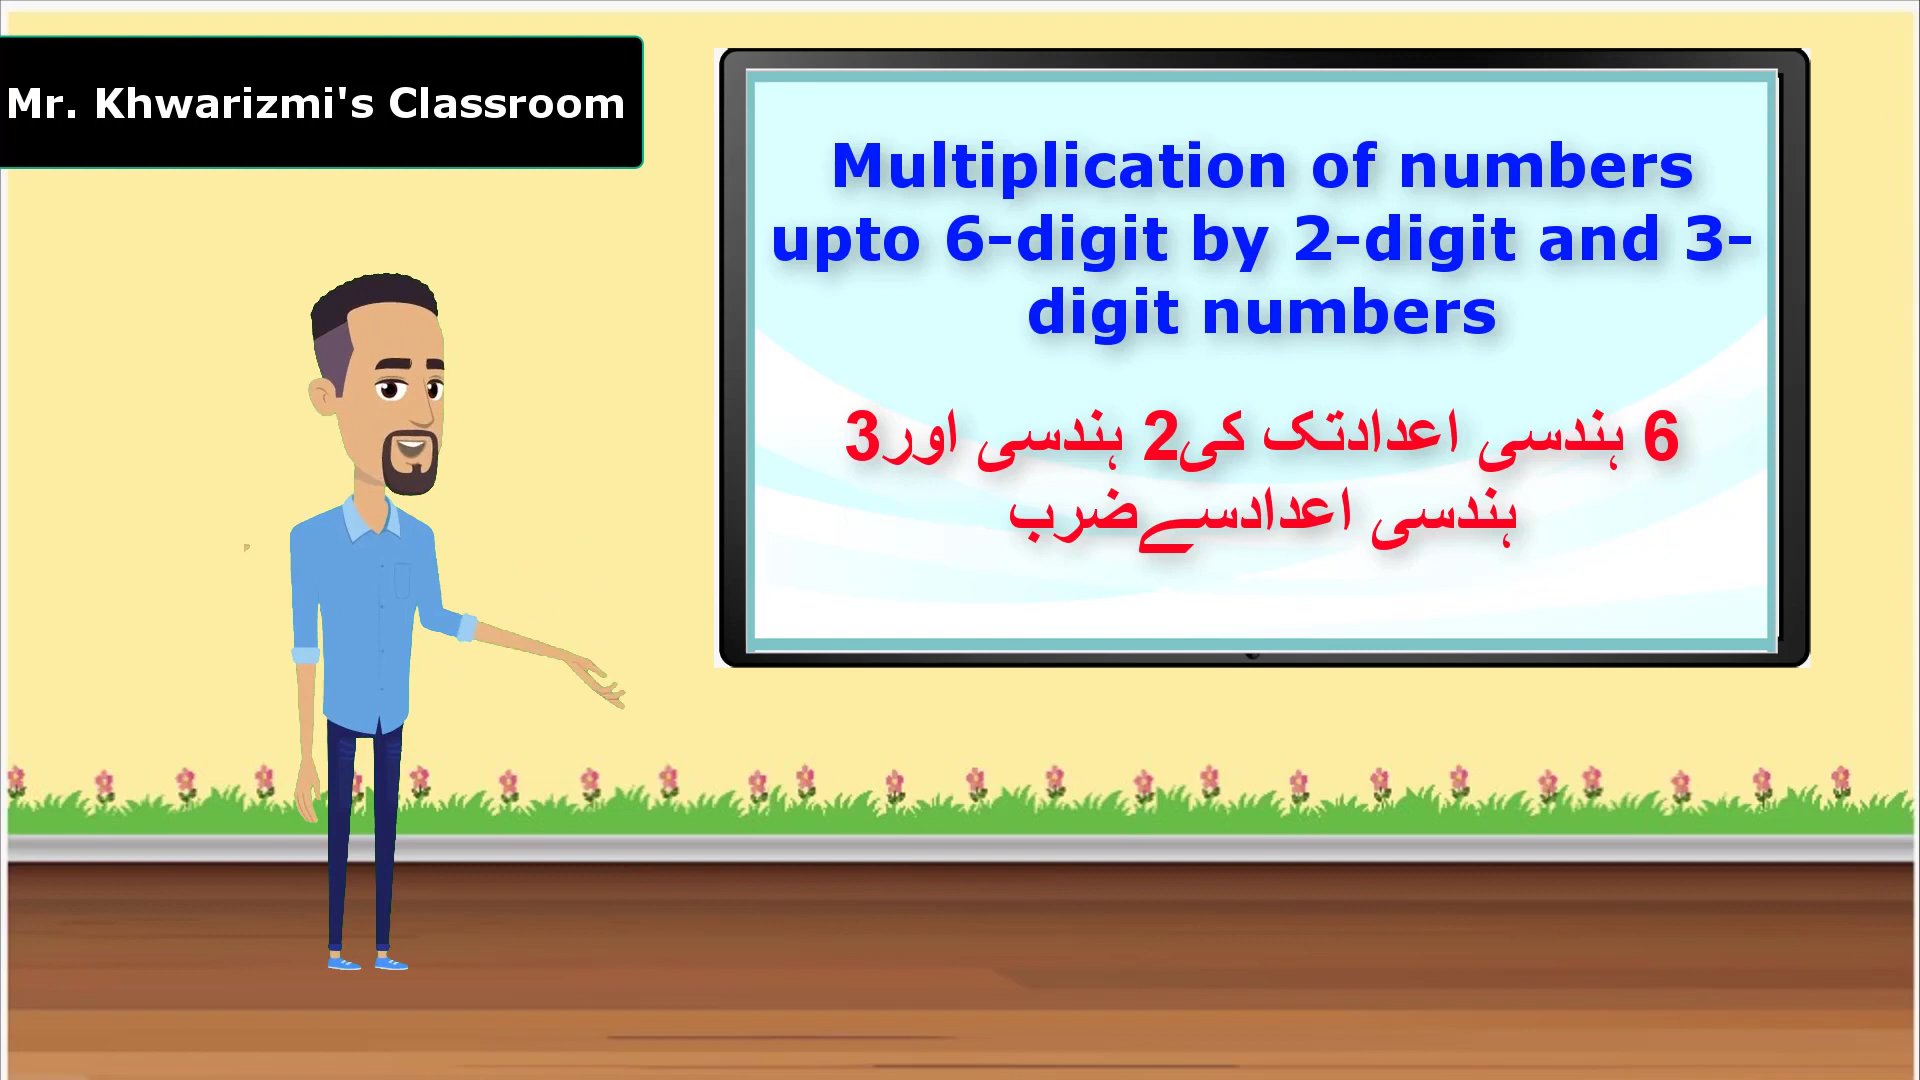 Mr. Khwarizmi's Classroom
Multiplication of numbers
upto 6-digit by 2-digit and 3-
digit numbers
6 ہندسی اعدادتک کی2 ہندسی اور3
ہندسی اعدادسےضرب